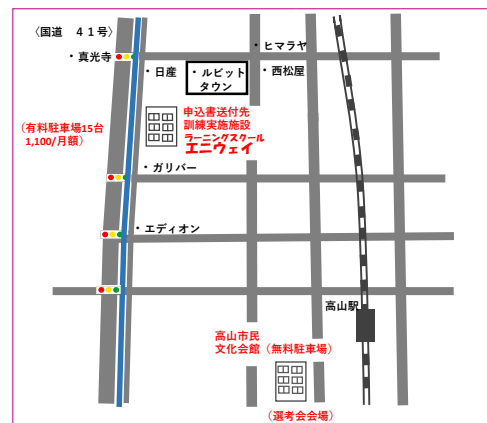 〈国道 ４１号〉
・ヒマラヤ
・真光寺
・日産
・ルビット
タウン
・西松屋
申込書送付先
訓練実施施設
ラーニングスクール
エニウェイ
（有料駐車場15台
1,100/月額）
・ガリバー
・エディオン
高山駅
高山市民
文化会館（無料駐車場）
（選考会会場）